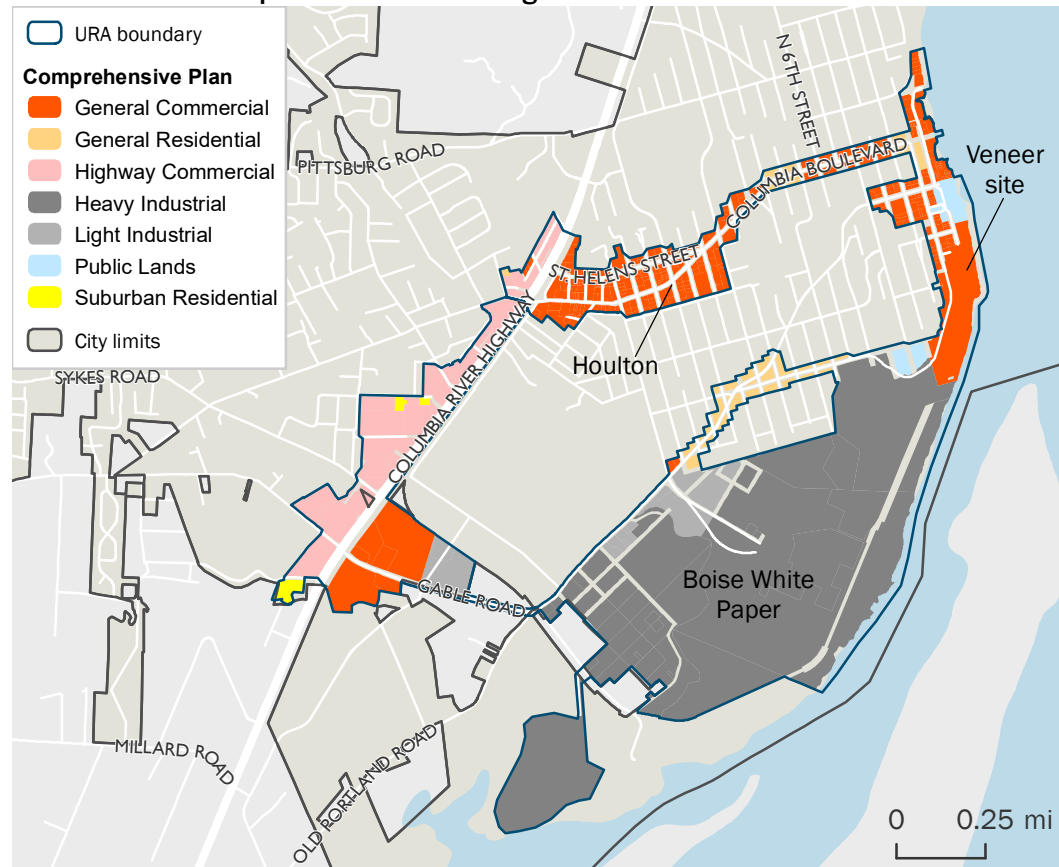 URA boundary
Comprehensive Plan
General Commercial
General Residential
Highway Commercial
Heavy Industrial
Light Industrial
Public Lands
Suburban Residential
City limits
N 6TH STREET
PITTSBURG ROAD
COLUMBIA BOULEVARD
Veneer
site
ST. HELENS STREET
Houlton
SYKES ROAD
COLUMBIA RIVER HIGHWAY
GABLE ROAD
Boise White
Paper
MILLARD ROAD
OLD PORTLAND ROAD
0 0.25 mi